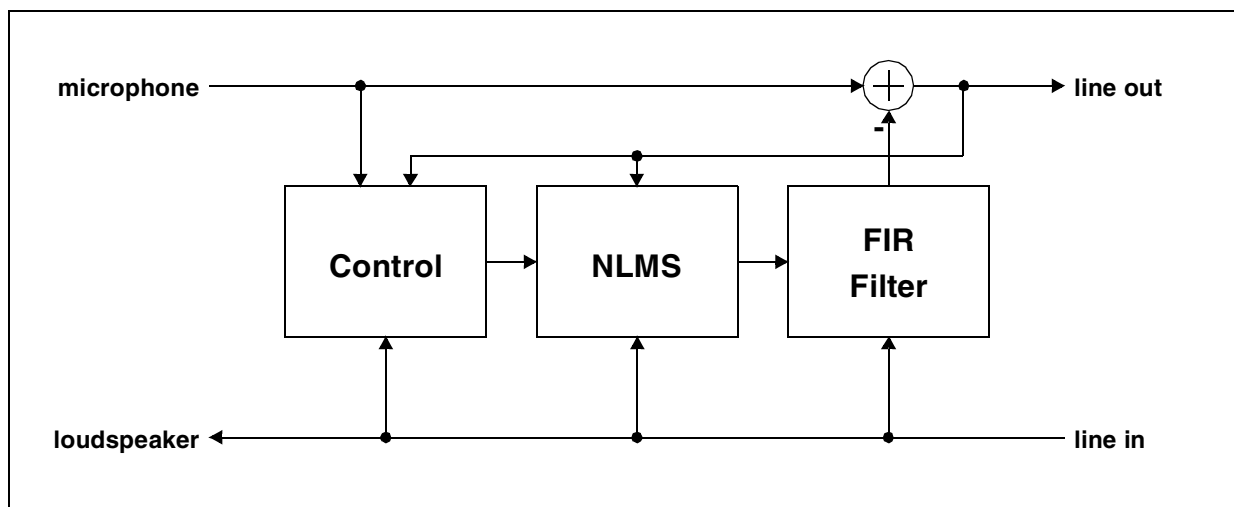 microphone
line out
-
Control
NLMS
FIR
Filter
loudspeaker
line in